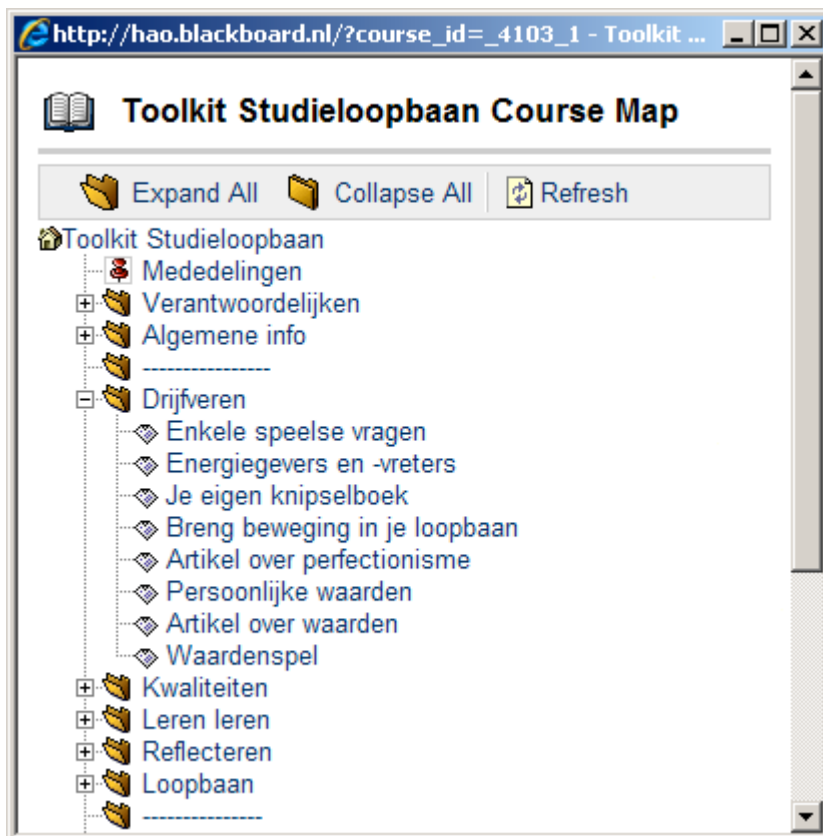 http://hao.blackboard.nl/?course_id=_4103_1 - Toolkit ...
Toolkit Studieloopbaan Course Map
Expand All Collapse All Refresh
Toolkit Studieloopbaan
Mededelingen
Verantwoordelijken
Algemene info
----------------
Drijfveren
Enkele speelse vragen
Energiegevers en -vreters
Je eigen knipselboek
Breng beweging in je loopbaan
Artikel over perfectionisme
Persoonlijke waarden
Artikel over waarden
Waardenspel
Kwaliteiten
Leren leren
Reflecteren
Loopbaan
---------------